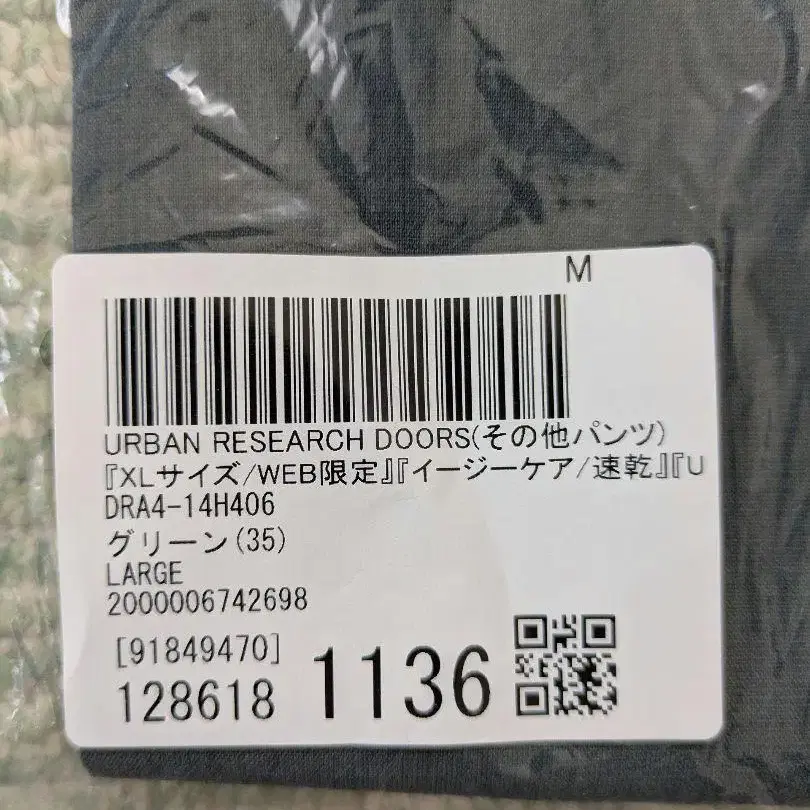 M
URBAN RESEARCH DOORS(その他パンツ)
『XLサイズ/WEB限定』『イージーケア/速乾』『U
DRA4-14H406
グリーン(35)
LARGE
2000006742698
[91849470]
128618 1136